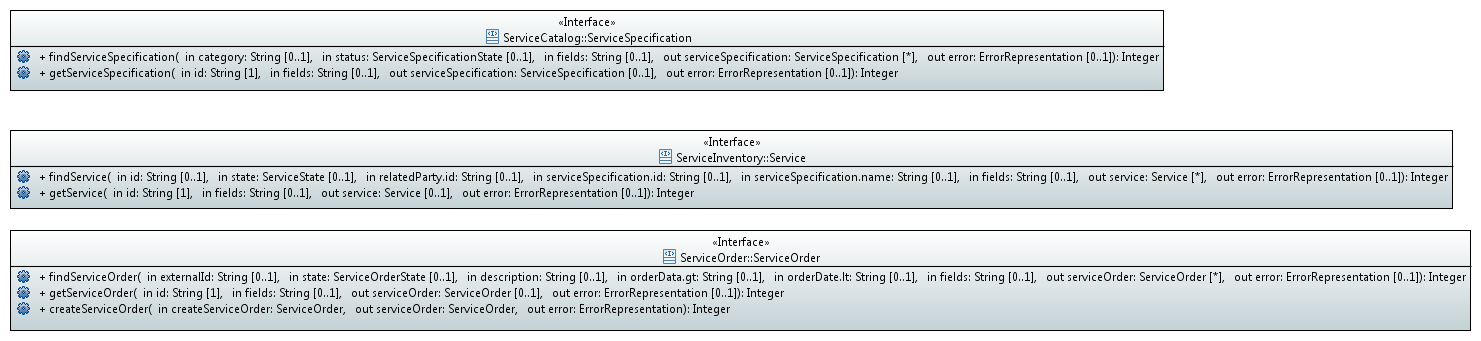 «Interface»
ServiceCatalog::ServiceSpecification
+ findServiceSpecification( in category: String [0..1], in status: ServiceSpecificationState [0..1], in fields: String [0..1], out serviceSpecification: ServiceSpecification [*], out error: ErrorRepresentation [0..1]): Integer
+ getServiceSpecification( in id: String [1], in fields: String [0..1], out serviceSpecification: ServiceSpecification [0..1], out error: ErrorRepresentation [0..1]): Integer
«Interface»
ServiceInventory::Service
+ findService( in id: String [0..1], in state: ServiceState [0..1], in relatedParty.id: String [0..1], in serviceSpecification.id: String [0..1], in serviceSpecification.name: String [0..1], in fields: String [0..1], out service: Service [*], out error: ErrorRepresentation [0..1]): Integer
+ getService( in id: String [1], in fields: String [0..1], out service: Service [0..1], out error: ErrorRepresentation [0..1]): Integer
«Interface»
ServiceOrder::ServiceOrder
+ findServiceOrder( in externalId: String [0..1], in state: ServiceOrderState [0..1], in description: String [0..1], in orderData.gt: String [0..1], in orderDate.lt: String [0..1], in fields: String [0..1], out serviceOrder: ServiceOrder [*], out error: ErrorRepresentation [0..1]): Integer
+ getServiceOrder( in id: String [1], in fields: String [0..1], out serviceOrder: ServiceOrder [0..1], out error: ErrorRepresentation [0..1]): Integer
+ createServiceOrder( in createServiceOrder: ServiceOrder, out serviceOrder: ServiceOrder, out error: ErrorRepresentation): Integer